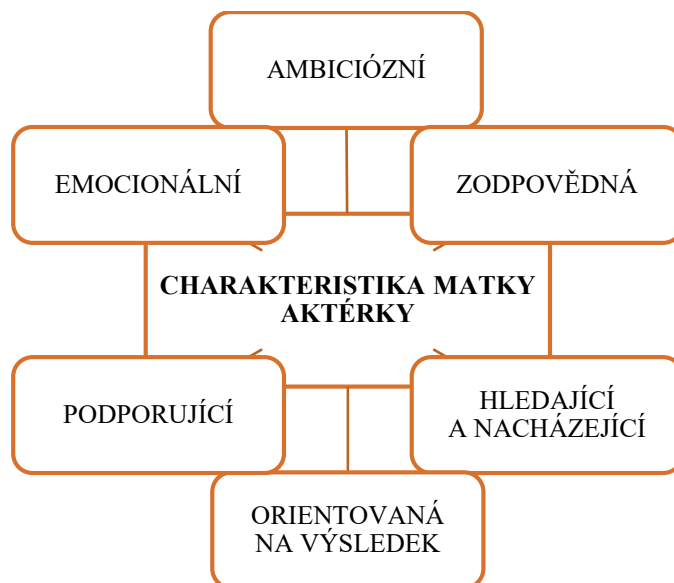 AMBICIÓZNÍ
EMOCIONÁLNÍ
ZODPOVĚDNÁ
CHARAKTERISTIKA MATKY
AKTÉRKY
PODPORUJÍCÍ
HLEDAJÍCÍ
A NACHÁZEJÍCÍ
ORIENTOVANÁ
NA VÝSLEDEK